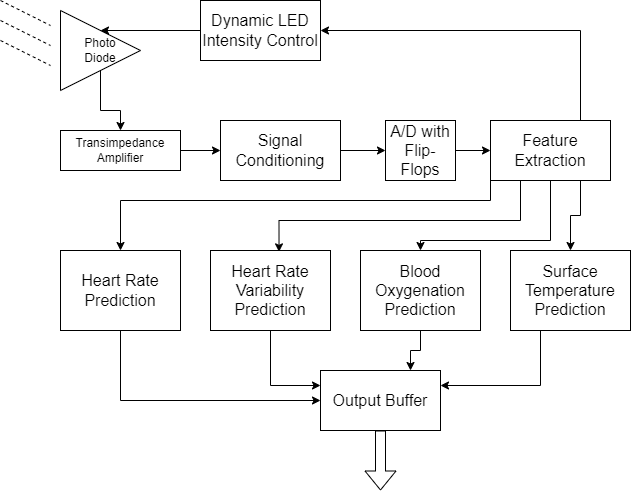 Dynamic LED
Intensity Control
Photo
Diode
Transimpedance
Amplifier
Signal
Conditioning
A/D with
Flip-
Flops
Feature
Extraction
Heart Rate
Prediction
Heart Rate
Variability
Prediction
Blood
Oxygenation
Prediction
Surface
Temperature
Prediction
Output Buffer